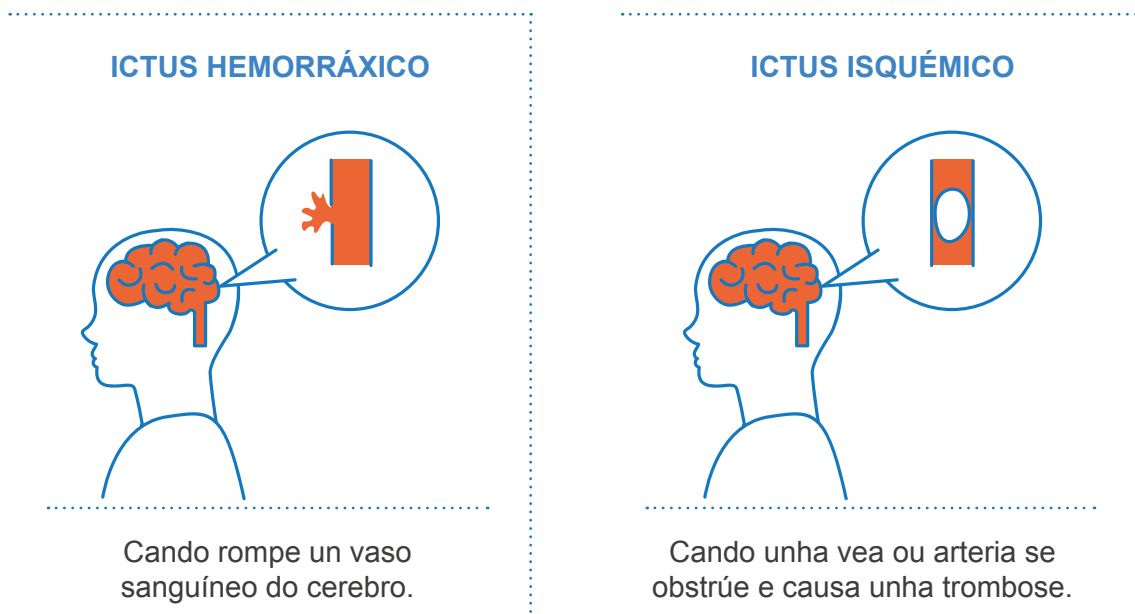 ICTUS HEMORRÁXICO
Cando rompe un vaso
sanguíneo do cerebro.
ICTUS ISQUÉMICO
Cando unha vea ou arteria se
obstrúe e causa unha trombose.